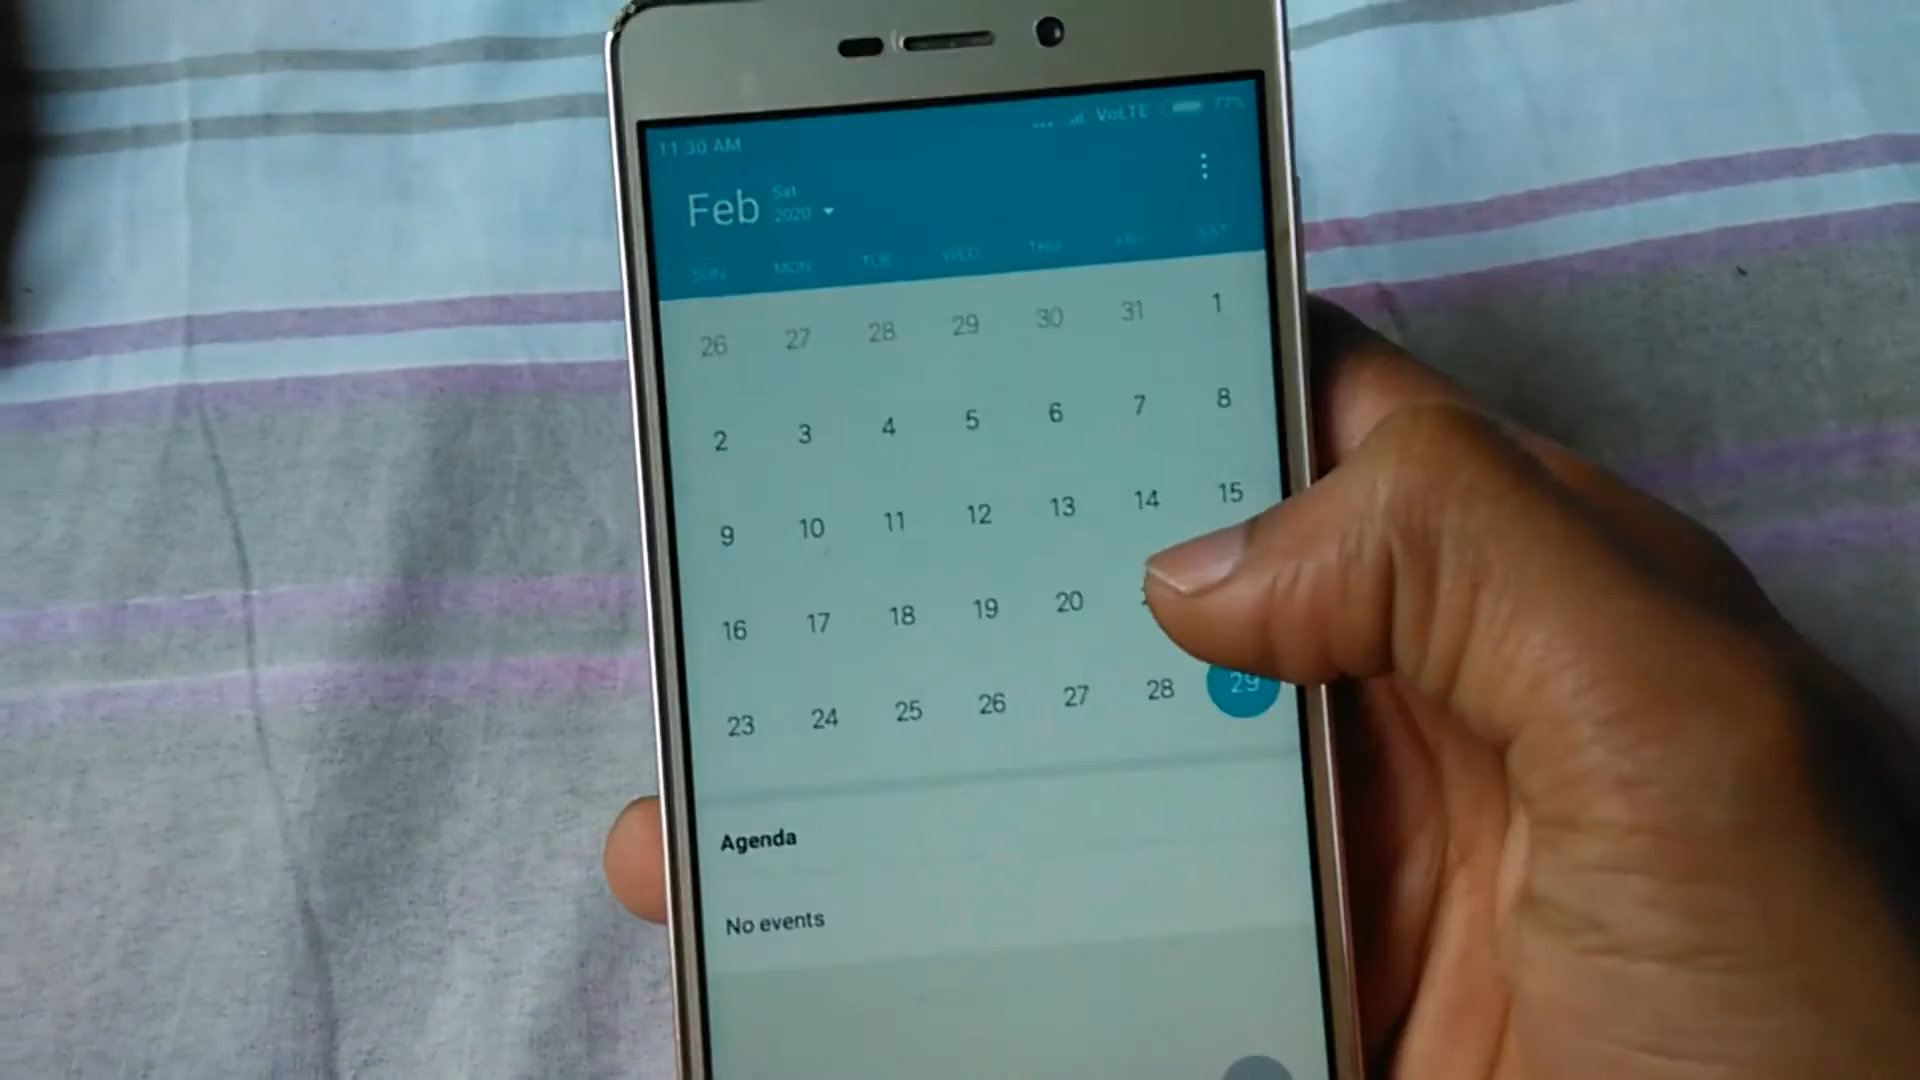 11:30 AM VoLTE 77%
Feb Sat 2020
SUN MON TUE WED THU FRI SAT
26 27 28 29 30 31 1
2 3 4 5 6 7 8
9 10 11 12 13 14 15
16 17 18 19 20
23 24 25 26 27 28 29
Agenda
No events